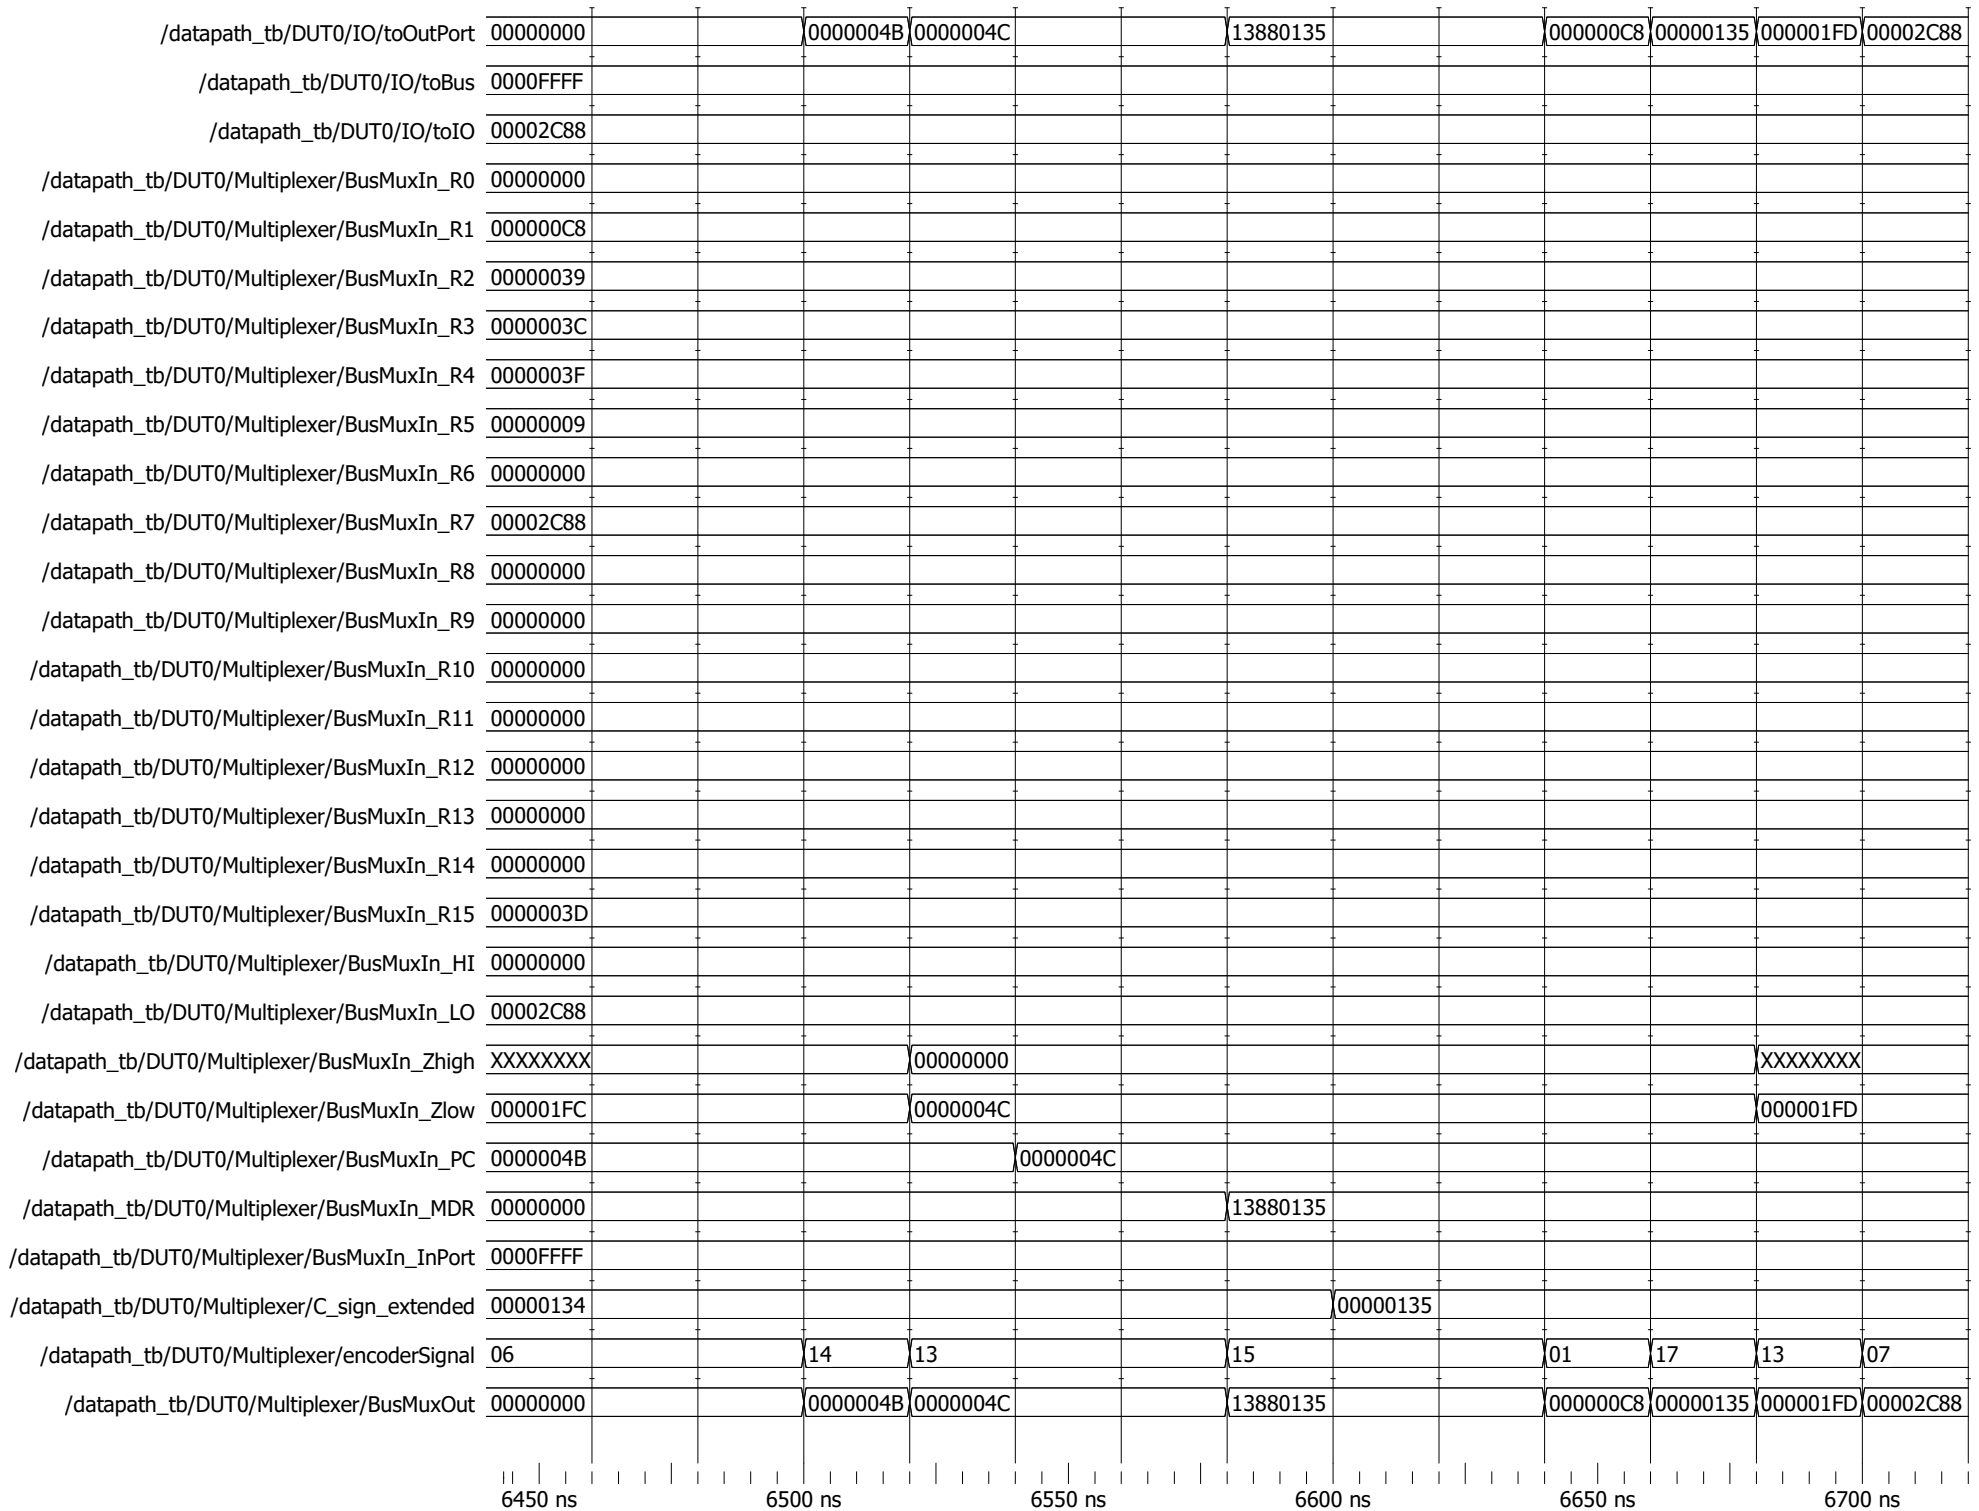 /datapath_tb/DUT0/IO/toOutPort 00000000 0000004B 0000004C 13880135 000000C8 00000135 000001FD 00002C88
/datapath_tb/DUT0/IO/toBus 0000FFFF
/datapath_tb/DUT0/IO/toIO 00002C88
/datapath_tb/DUT0/Multiplexer/BusMuxIn_R0 00000000
/datapath_tb/DUT0/Multiplexer/BusMuxIn_R1 000000C8
/datapath_tb/DUT0/Multiplexer/BusMuxIn_R2 00000039
/datapath_tb/DUT0/Multiplexer/BusMuxIn_R3 0000003C
/datapath_tb/DUT0/Multiplexer/BusMuxIn_R4 0000003F
/datapath_tb/DUT0/Multiplexer/BusMuxIn_R5 00000009
/datapath_tb/DUT0/Multiplexer/BusMuxIn_R6 00000000
/datapath_tb/DUT0/Multiplexer/BusMuxIn_R7 00002C88
/datapath_tb/DUT0/Multiplexer/BusMuxIn_R8 00000000
/datapath_tb/DUT0/Multiplexer/BusMuxIn_R9 00000000
/datapath_tb/DUT0/Multiplexer/BusMuxIn_R10 00000000
/datapath_tb/DUT0/Multiplexer/BusMuxIn_R11 00000000
/datapath_tb/DUT0/Multiplexer/BusMuxIn_R12 00000000
/datapath_tb/DUT0/Multiplexer/BusMuxIn_R13 00000000
/datapath_tb/DUT0/Multiplexer/BusMuxIn_R14 00000000
/datapath_tb/DUT0/Multiplexer/BusMuxIn_R15 0000003D
/datapath_tb/DUT0/Multiplexer/BusMuxIn_HI 00000000
/datapath_tb/DUT0/Multiplexer/BusMuxIn_LO 00002C88
/datapath_tb/DUT0/Multiplexer/BusMuxIn_Zhigh XXXXXXXX 00000000 XXXXXXXX
/datapath_tb/DUT0/Multiplexer/BusMuxIn_Zlow 000001FC 0000004C 000001FD
/datapath_tb/DUT0/Multiplexer/BusMuxIn_PC 0000004B 0000004C
/datapath_tb/DUT0/Multiplexer/BusMuxIn_MDR 00000000 13880135
/datapath_tb/DUT0/Multiplexer/BusMuxIn_InPort 0000FFFF
/datapath_tb/DUT0/Multiplexer/C_sign_extended 00000134 00000135
/datapath_tb/DUT0/Multiplexer/encoderSignal 06 14 13 15 01 17 13 07
/datapath_tb/DUT0/Multiplexer/BusMuxOut 00000000 0000004B 0000004C 13880135 000000C8 00000135 000001FD 00002C88
6450 ns 6500 ns 6550 ns 6600 ns 6650 ns 6700 ns